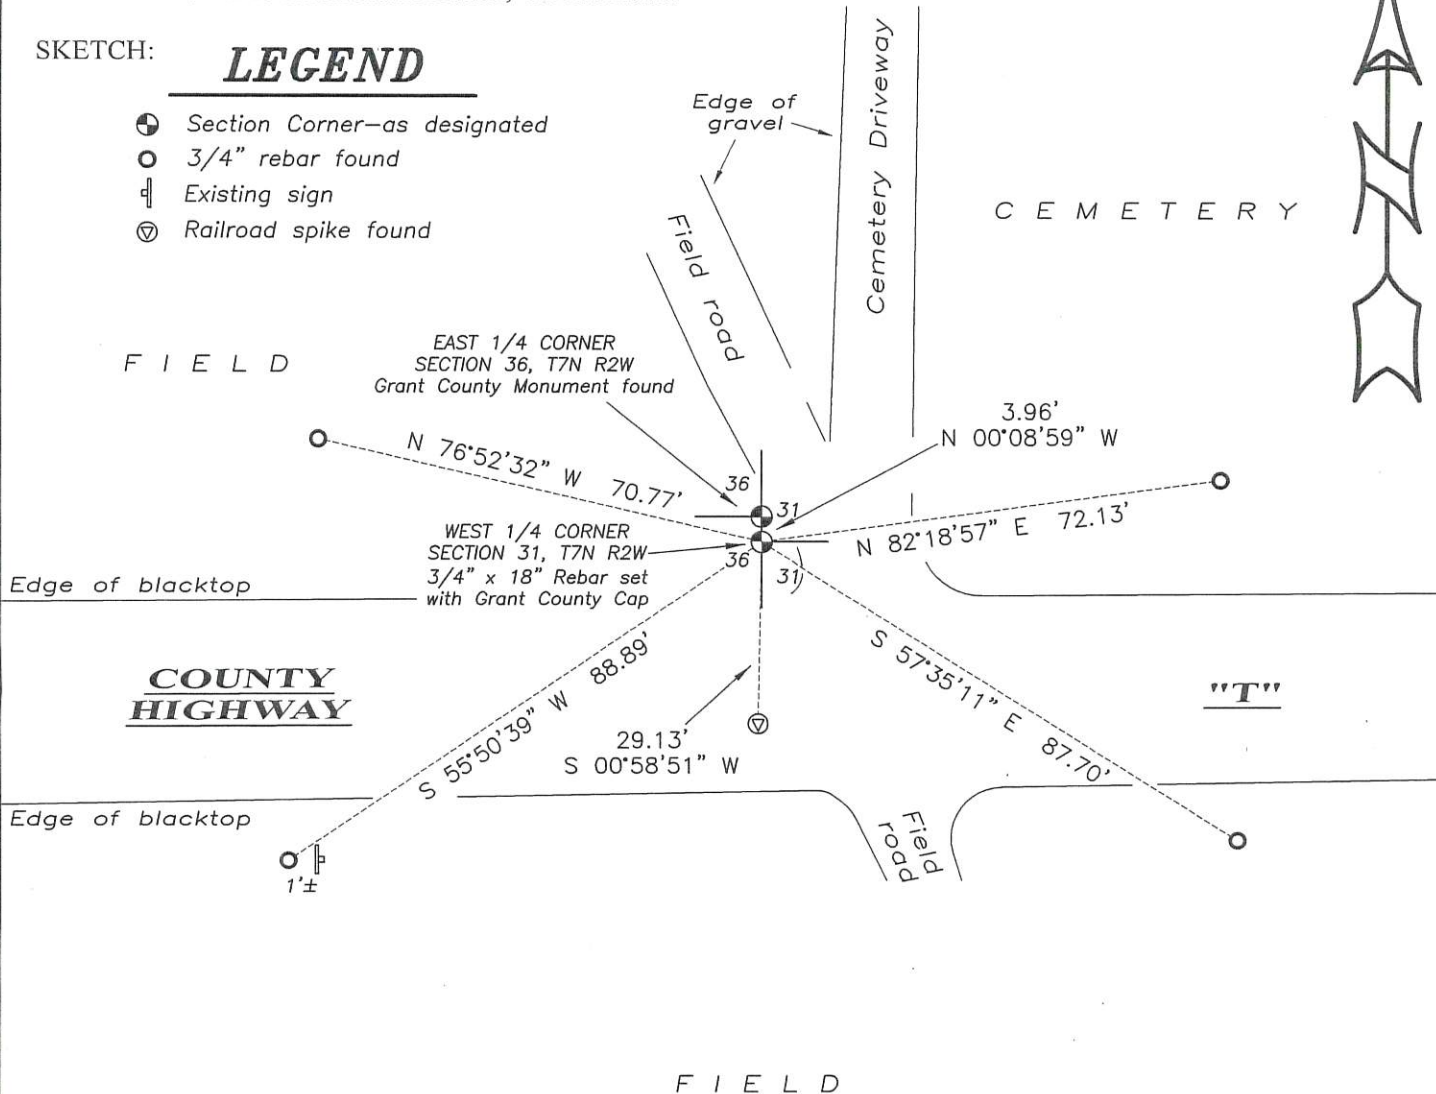 SKETCH:
LEGEND
Section Corner—as designated
3/4" rebar found
Existing sign
Railroad spike found
Edge of
gravel
Cemetery Driveway
Field road
C E M E T E R Y
N
F I E L D
EAST 1/4 CORNER
SECTION 36, T7N R2W
Grant County Monument found
3.96'
N 00°08'59" W
N 76°52'32" W 70.77'
36
31
WEST 1/4 CORNER
SECTION 31, T7N R2W
3/4" x 18" Rebar set
with Grant County Cap
36
31
N 82°18'57" E 72.13'
Edge of blacktop
COUNTY
HIGHWAY
"T"
S 55°50'39" W 88.89'
29.13'
S 00°58'51" W
S 57°35'11" E 87.70'
Edge of blacktop
1'±
Field
road
F I E L D